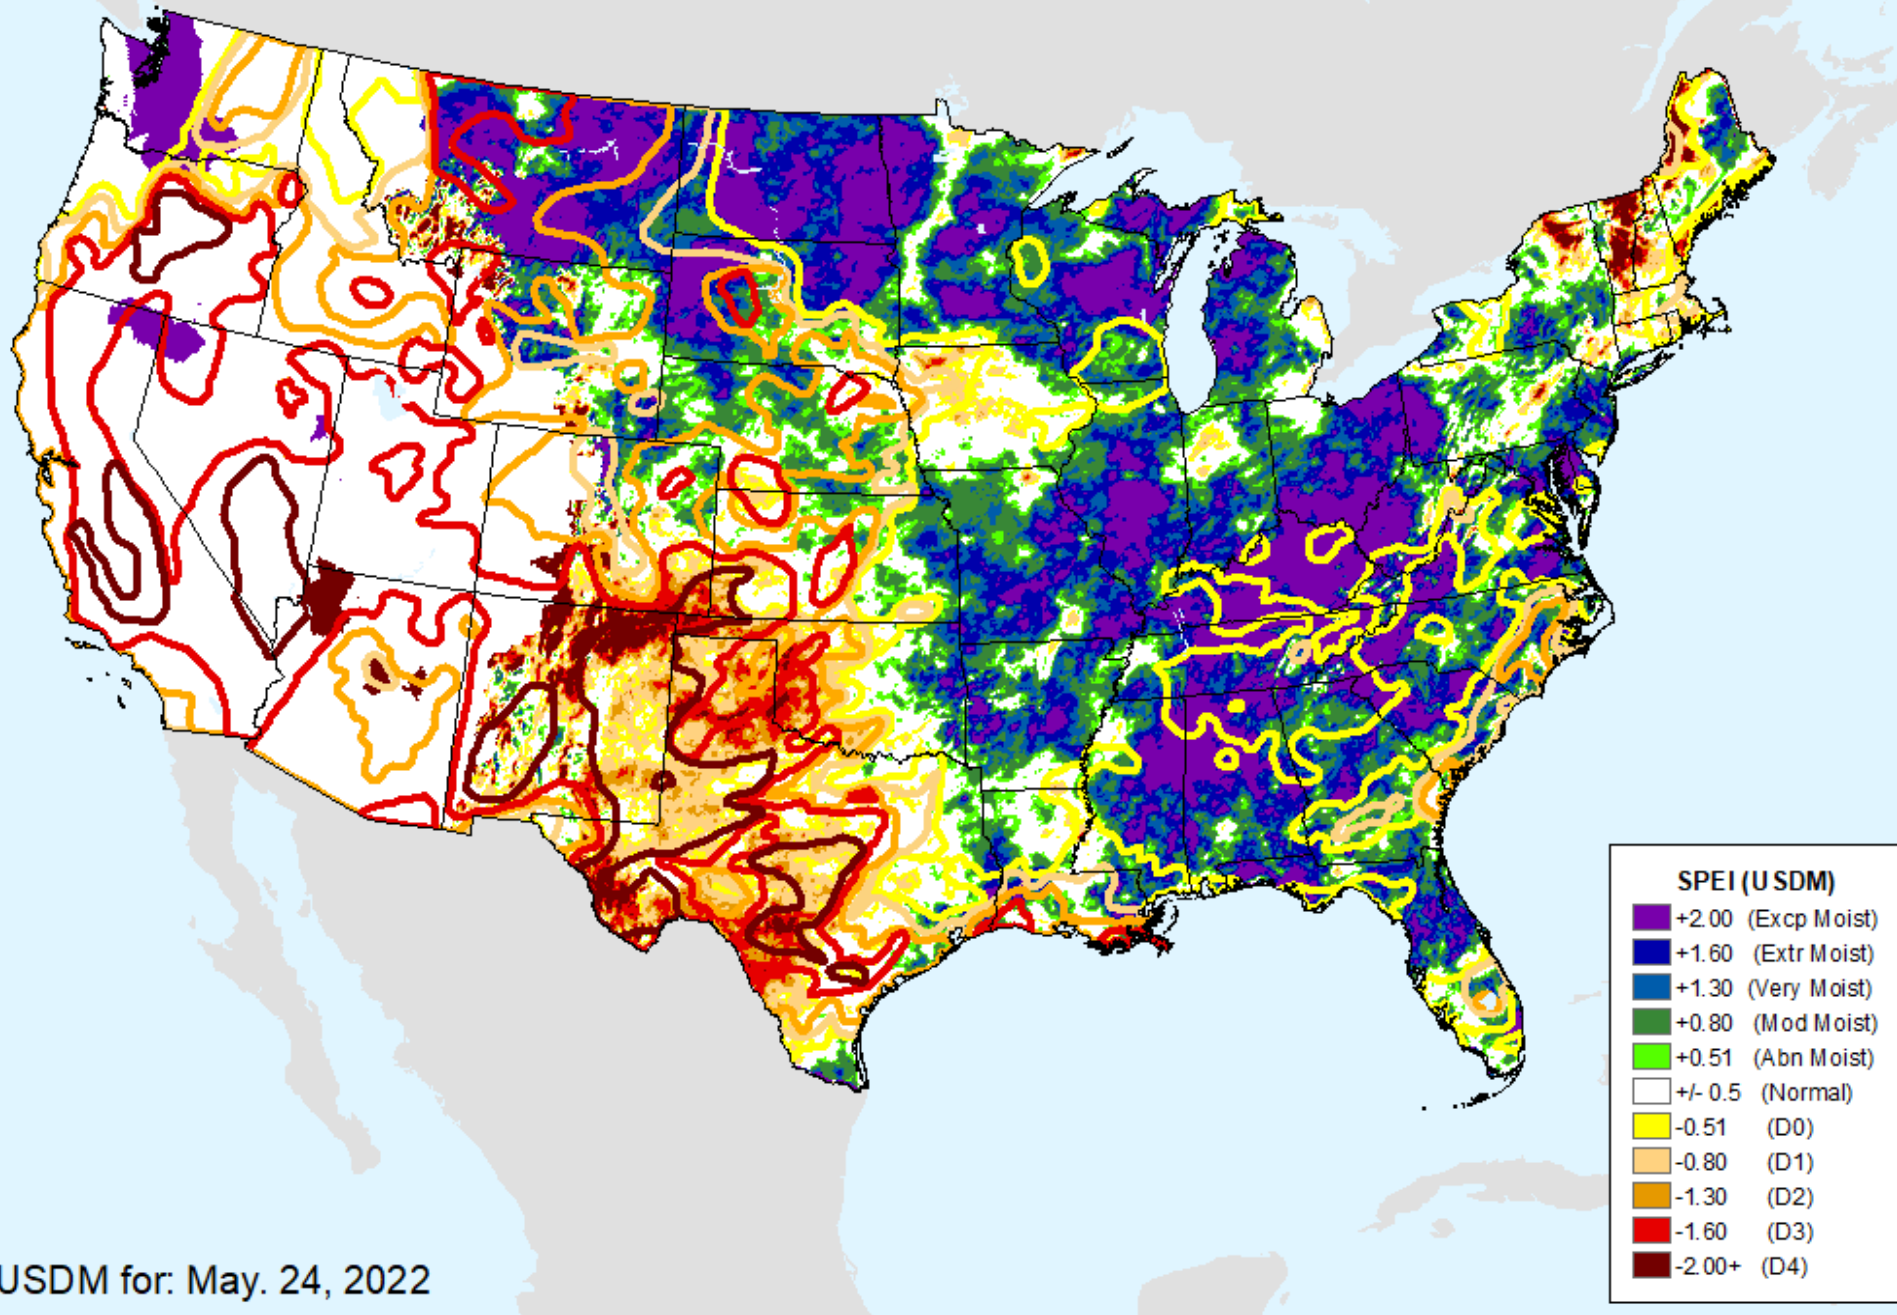 SPEI (USDM)
+2.00 (Excp Moist)
+1.60 (Extr Moist)
+1.30 (Very Moist)
+0.80 (Mod Moist)
+0.51 (Abn Moist)
+/- 0.5 (Normal)
-0.51 (D0)
-0.80 (D1)
-1.30 (D2)
-1.60 (D3)
-2.00+ (D4)
USDM for: May. 24, 2022